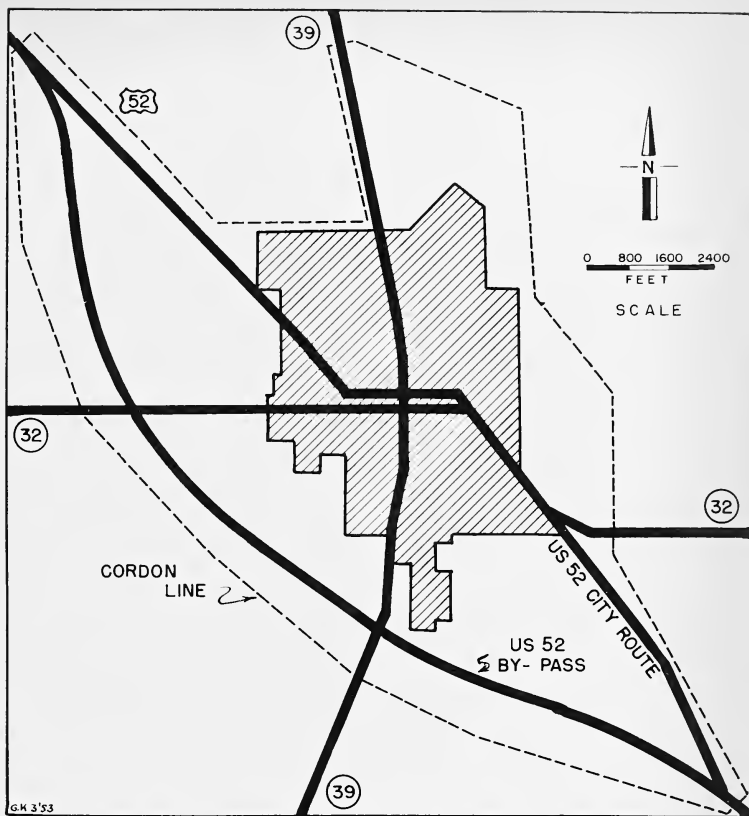 39
52
N
0 800 1600 2400
FEET
SCALE
32
32
CORDON
LINE
US 52 CITY ROUTE
US 52
BY-PASS
39
G.K 3'53